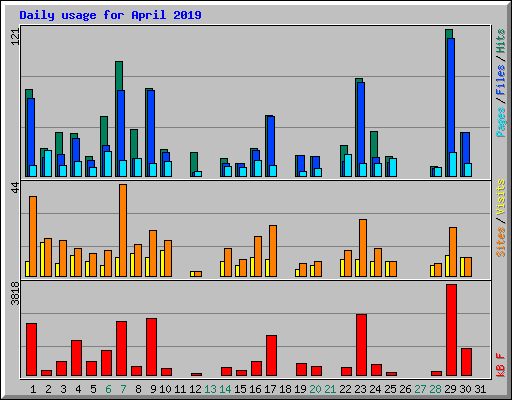 Daily usage for April 2019
121
44
3818
Pages / Files / Hits
Sites / Visits
kB F
1 2 3 4 5 6 7 8 9 10 11 12 13 14 15 16 17 18 19 20 21 22 23 24 25 26 27 28 29 30 31